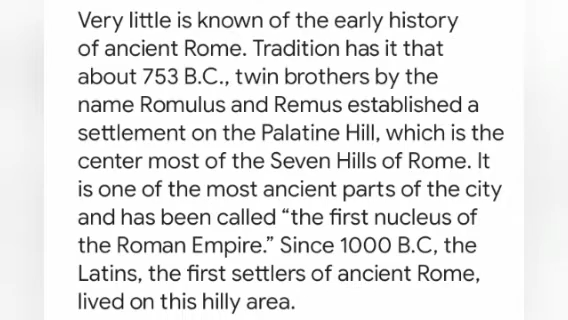 Very little is known of the early history
of ancient Rome. Tradition has it that
about 753 B.C., twin brothers by the
name Romulus and Remus established a
settlement on the Palatine Hill, which is the
center most of the Seven Hills of Rome. It
is one of the most ancient parts of the city
and has been called “the first nucleus of
the Roman Empire.” Since 1000 B.C, the
Latins, the first settlers of ancient Rome,
lived on this hilly area.